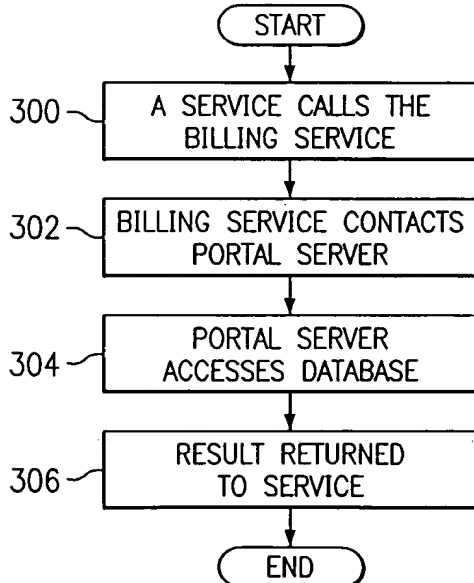 START
300
A SERVICE CALLS THE
BILLING SERVICE
302
BILLING SERVICE CONTACTS
PORTAL SERVER
304
PORTAL SERVER
ACCESSES DATABASE
306
RESULT RETURNED
TO SERVICE
END